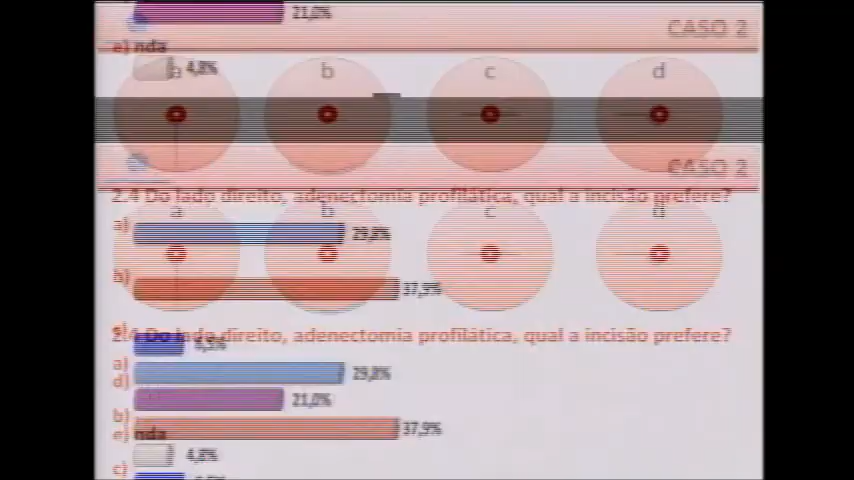 21,0%
CASO 2
e) nda
4,8%
a b c d
CASO 2
2.4 Do lado direito, adenectomia profilática, qual a incisão prefere?
a b c d
a)
29,8%
b)
37,9%
2.4 Do lado direito, adenectomia profilática, qual a incisão prefere?
a)
29,8%
d)
21,0%
b)
37,9%
e) nda
4,8%
c)